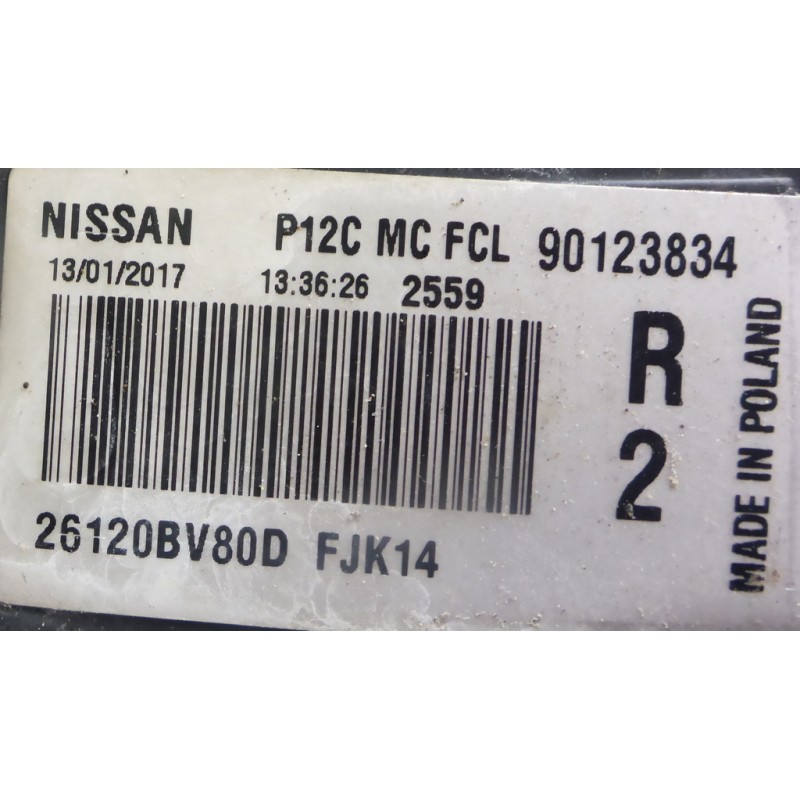 NISSAN P12C MC FCL 90123834
13/01/2017 13:36:26 2559
R
2
26120BV80D FJK14
MADE IN POLAND